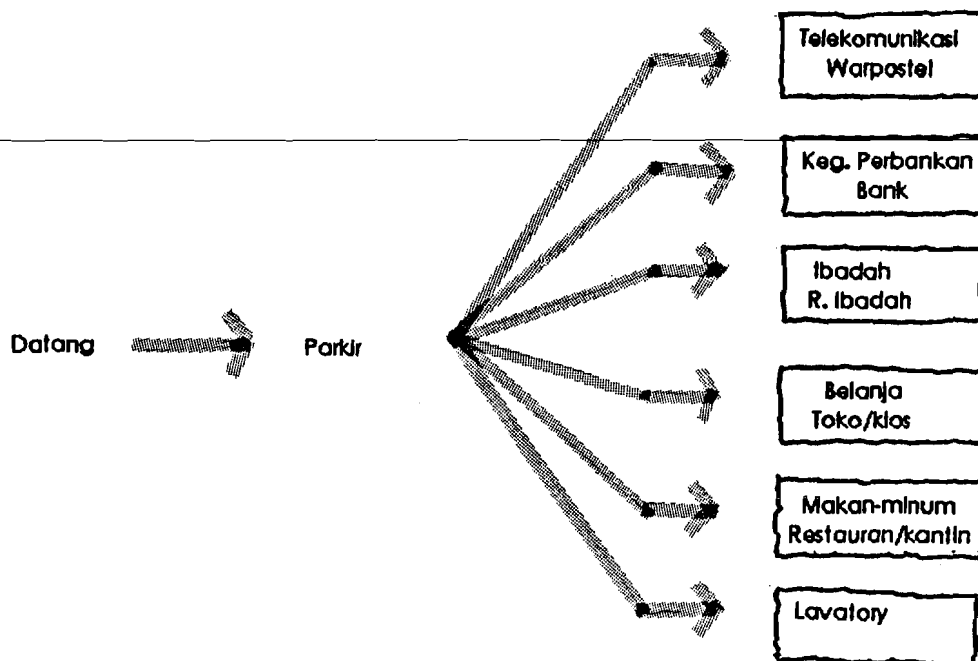 Telekomunikasi
Warpostel
Keg. Perbankan
Bank
Ibadah
R. Ibadah
Datang
Parkir
Belanja
Toko/kios
Makan-minum
Restauran/kantin
Lavatory